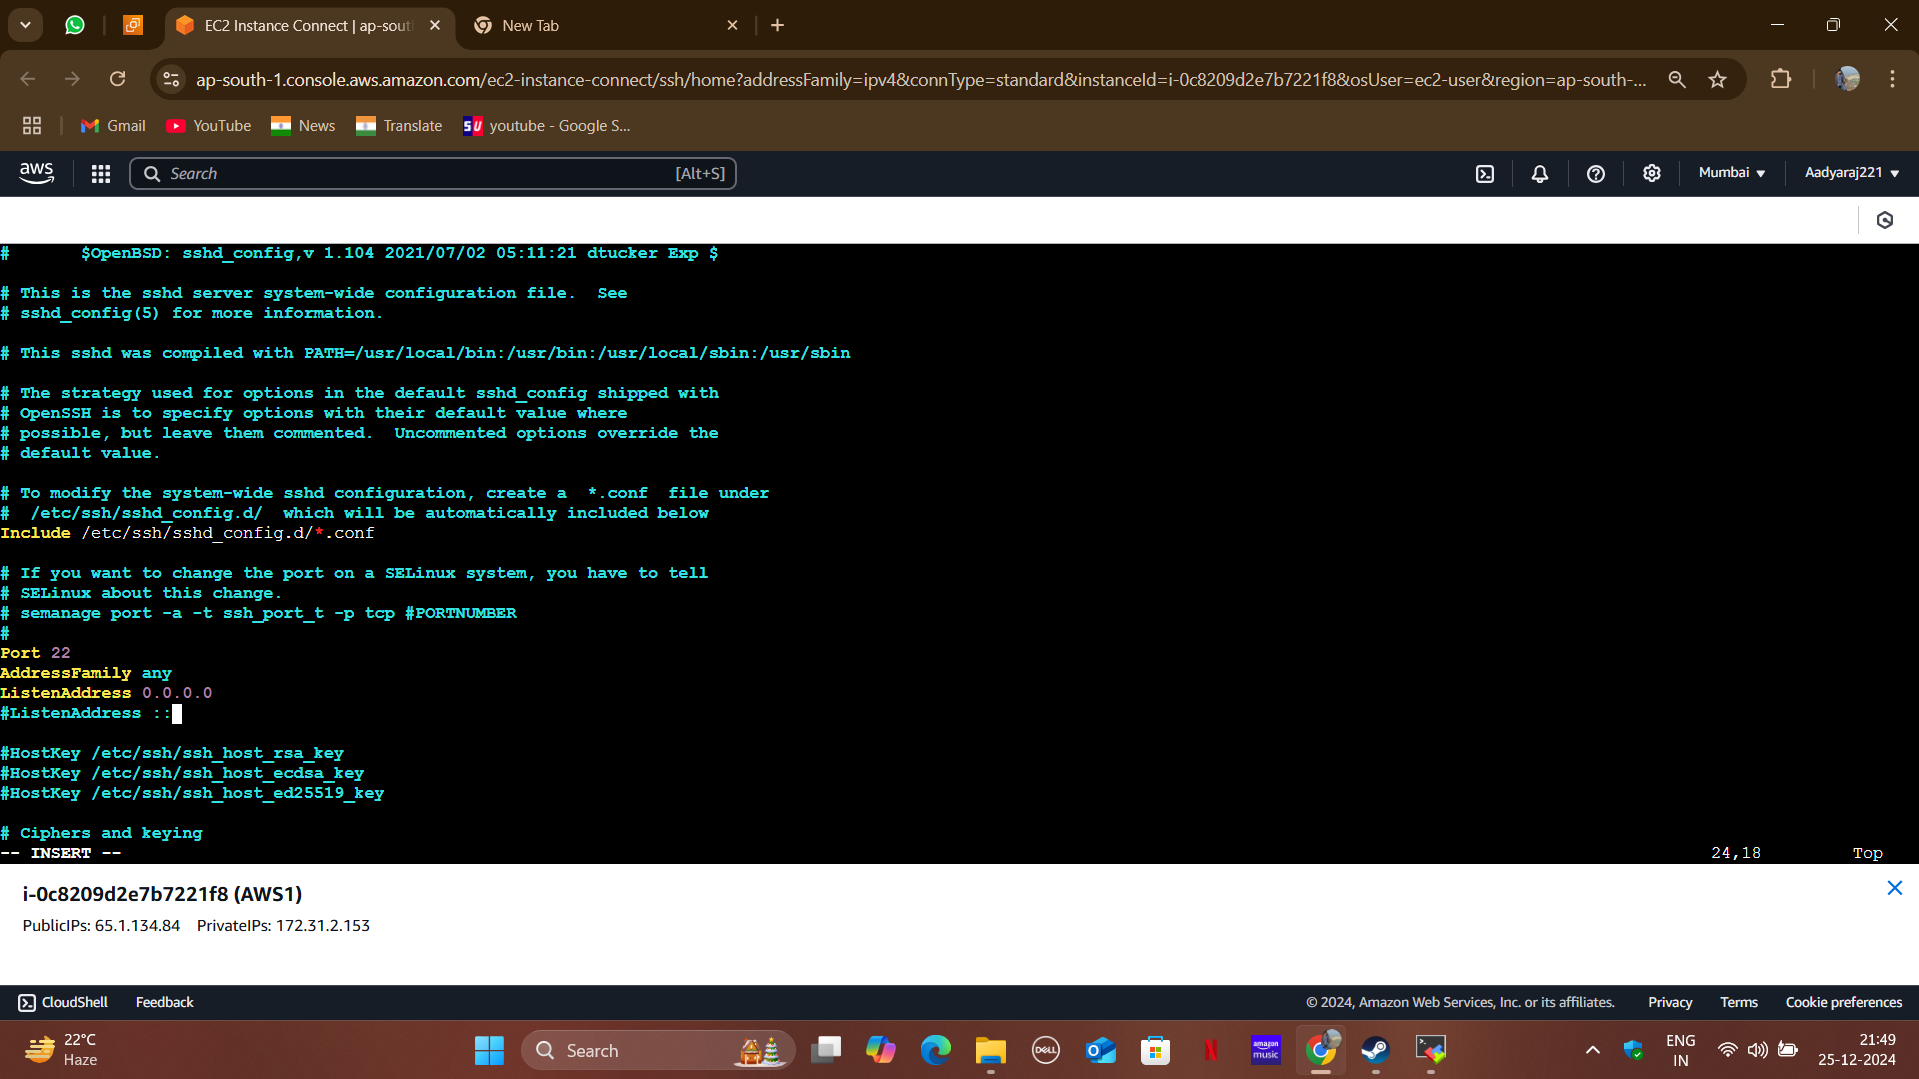 EC2 Instance Connect | ap-sout
New Tab
ap-south-1.console.aws.amazon.com/ec2-instance-connect/ssh/home?addressFamily=ipv4&connType=standard&instanceId=i-0c8209d2e7b7221f8&osUser=ec2-user&region=ap-south-...
Gmail
YouTube
News
Translate
SU
youtube - Google S...
aws
Search
[Alt+S]
Mumbai
Aadyaraj221
#       $OpenBSD: sshd_config,v 1.104 2021/07/02 05:11:21 dtucker Exp $
# This is the sshd server system-wide configuration file.  See
# sshd_config(5) for more information.
# This sshd was compiled with PATH=/usr/local/bin:/usr/bin:/usr/local/sbin:/usr/sbin
# The strategy used for options in the default sshd_config shipped with
# OpenSSH is to specify options with their default value where
# possible, but leave them commented.  Uncommented options override the
# default value.
# To modify the system-wide sshd configuration, create a  *.conf  file under
#  /etc/ssh/sshd_config.d/  which will be automatically included below
Include /etc/ssh/sshd_config.d/*.conf
# If you want to change the port on a SELinux system, you have to tell
# SELinux about this change.
# semanage port -a -t ssh_port_t -p tcp #PORTNUMBER
#
Port 22
AddressFamily any
ListenAddress 0.0.0.0
#ListenAddress ::
#HostKey /etc/ssh/ssh_host_rsa_key
#HostKey /etc/ssh/ssh_host_ecdsa_key
#HostKey /etc/ssh/ssh_host_ed25519_key
# Ciphers and keying
-- INSERT --
24,18
Top
i-0c8209d2e7b7221f8 (AWS1)
PublicIPs: 65.1.134.84    PrivateIPs: 172.31.2.153
CloudShell
Feedback
© 2024, Amazon Web Services, Inc. or its affiliates.
Privacy
Terms
Cookie preferences
22°C
Haze
Search
DELL
amazon music
ENG
IN
21:49
25-12-2024